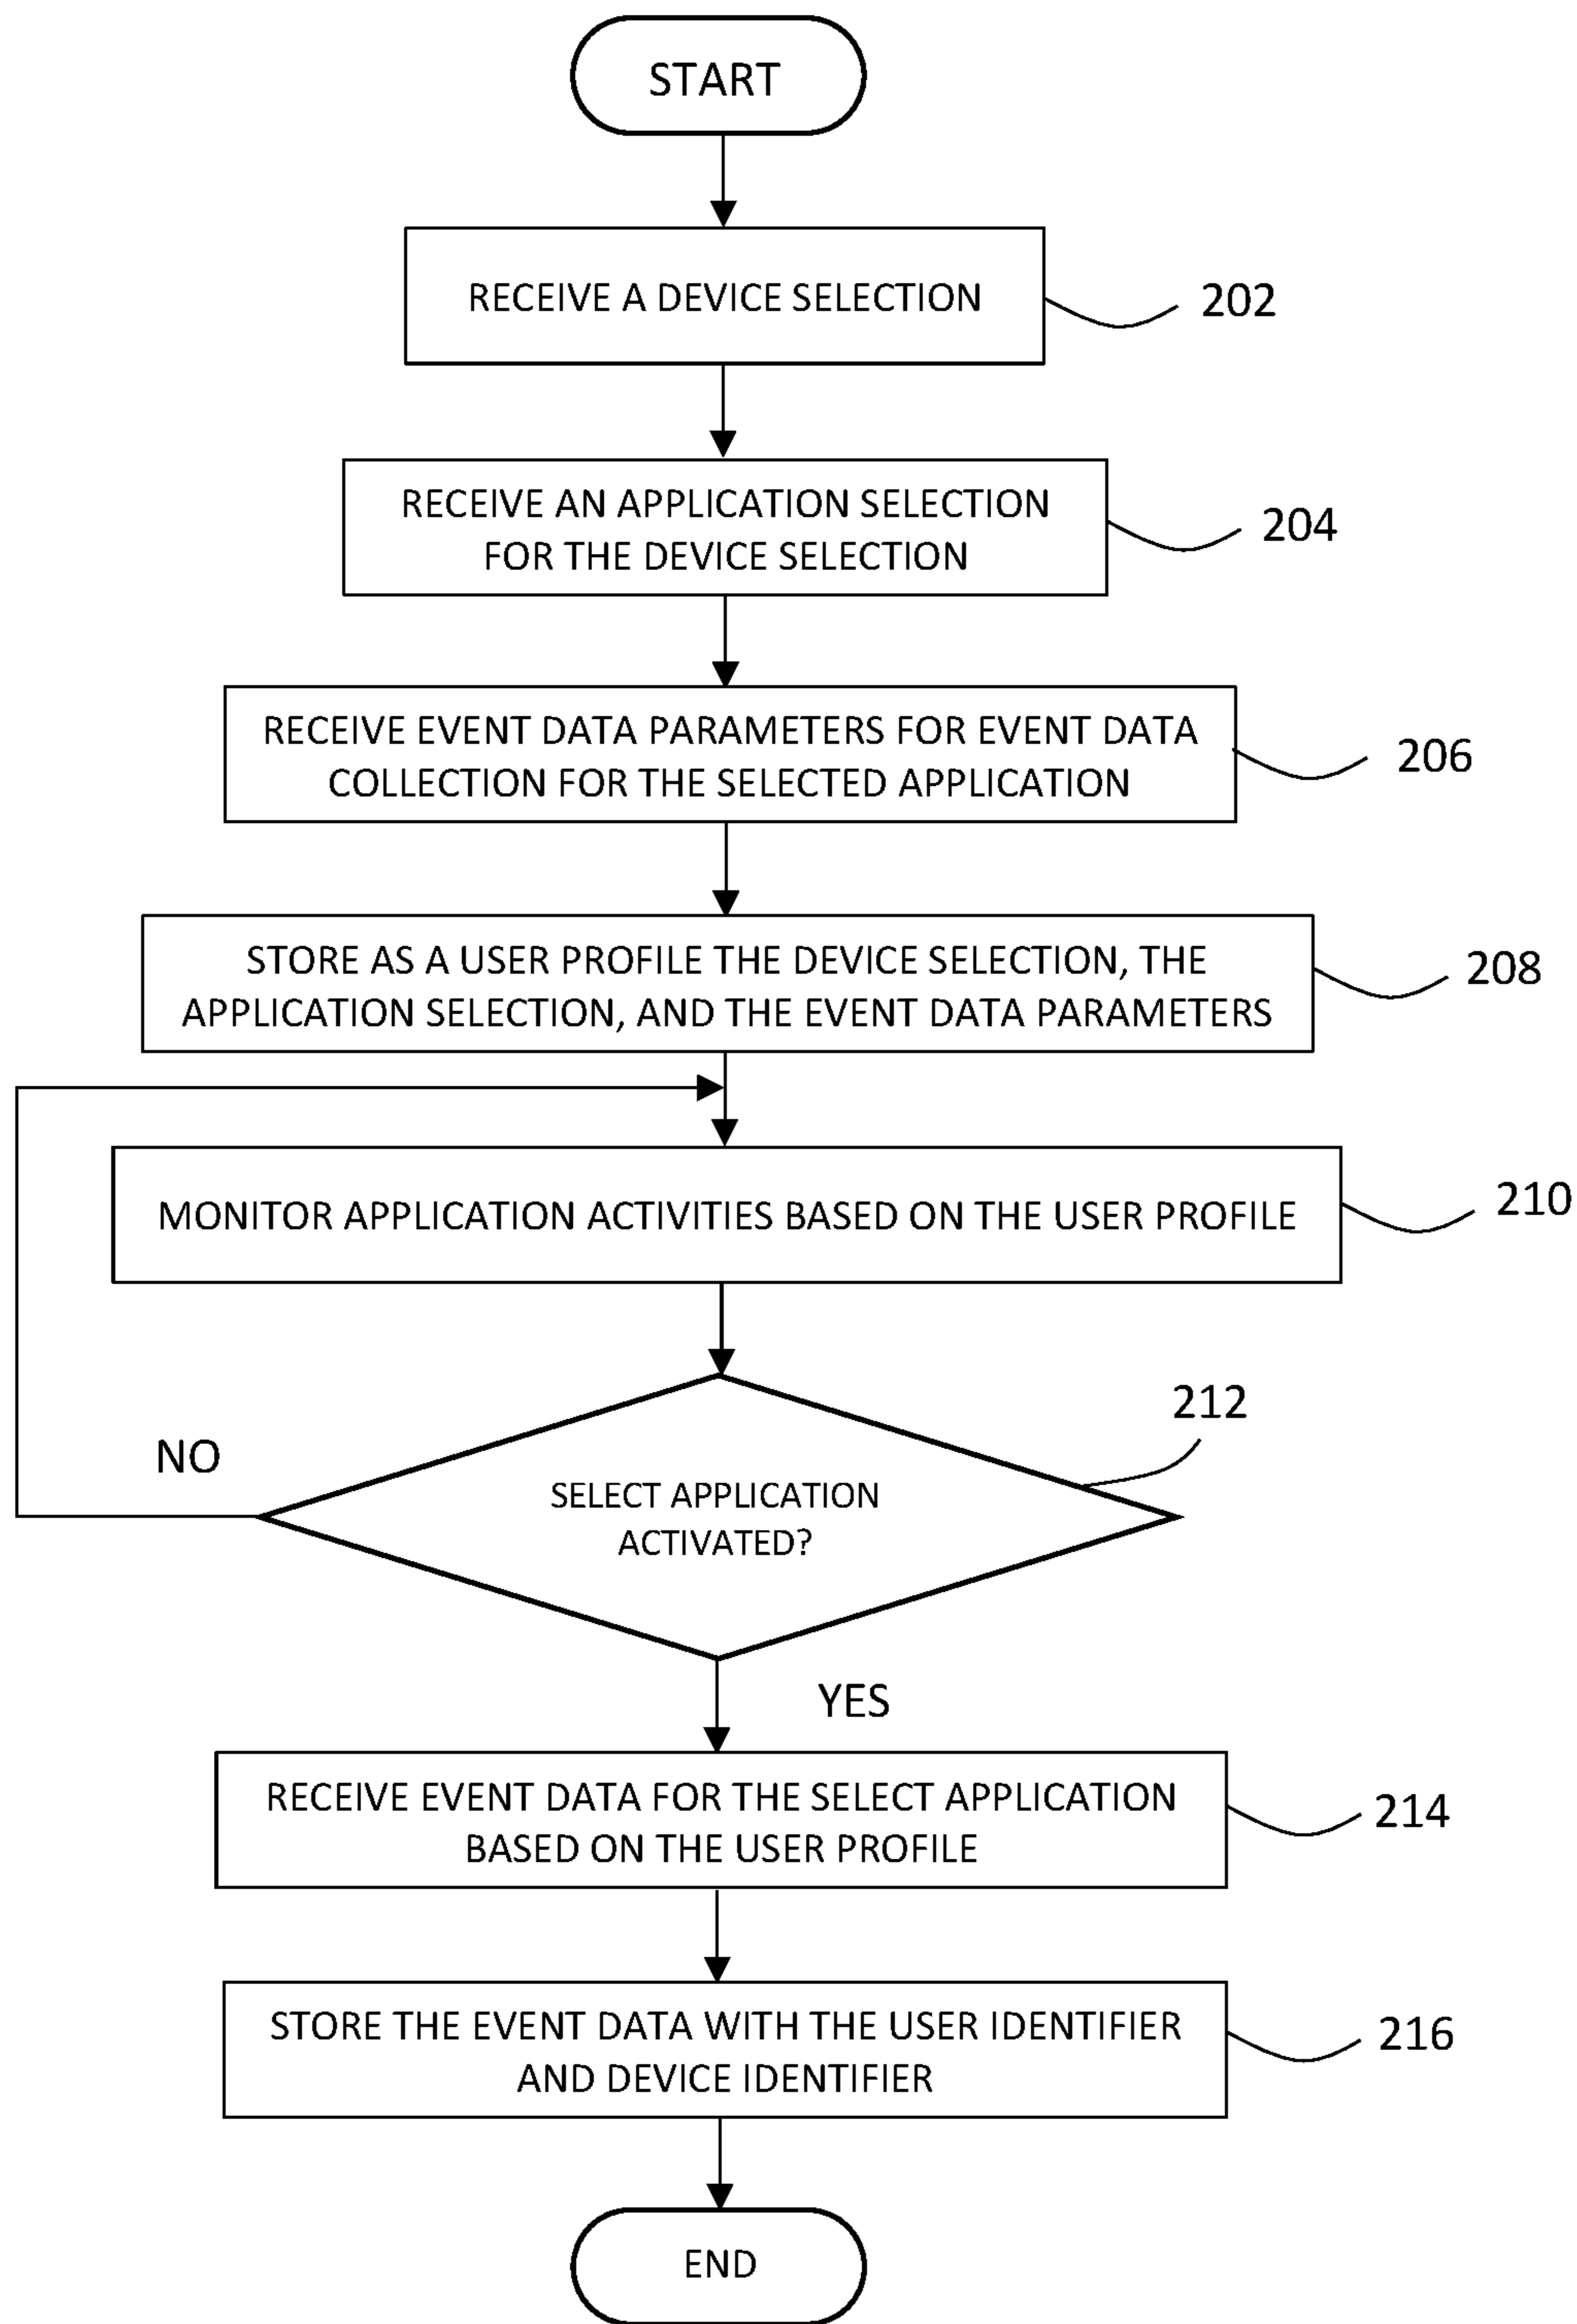 START
RECEIVE A DEVICE SELECTION
202
RECEIVE AN APPLICATION SELECTION
FOR THE DEVICE SELECTION
204
RECEIVE EVENT DATA PARAMETERS FOR EVENT DATA
COLLECTION FOR THE SELECTED APPLICATION
206
STORE AS A USER PROFILE THE DEVICE SELECTION, THE
APPLICATION SELECTION, AND THE EVENT DATA PARAMETERS
208
MONITOR APPLICATION ACTIVITIES BASED ON THE USER PROFILE
210
212
NO
SELECT APPLICATION
ACTIVATED?
YES
RECEIVE EVENT DATA FOR THE SELECT APPLICATION
BASED ON THE USER PROFILE
214
STORE THE EVENT DATA WITH THE USER IDENTIFIER
AND DEVICE IDENTIFIER
216
END